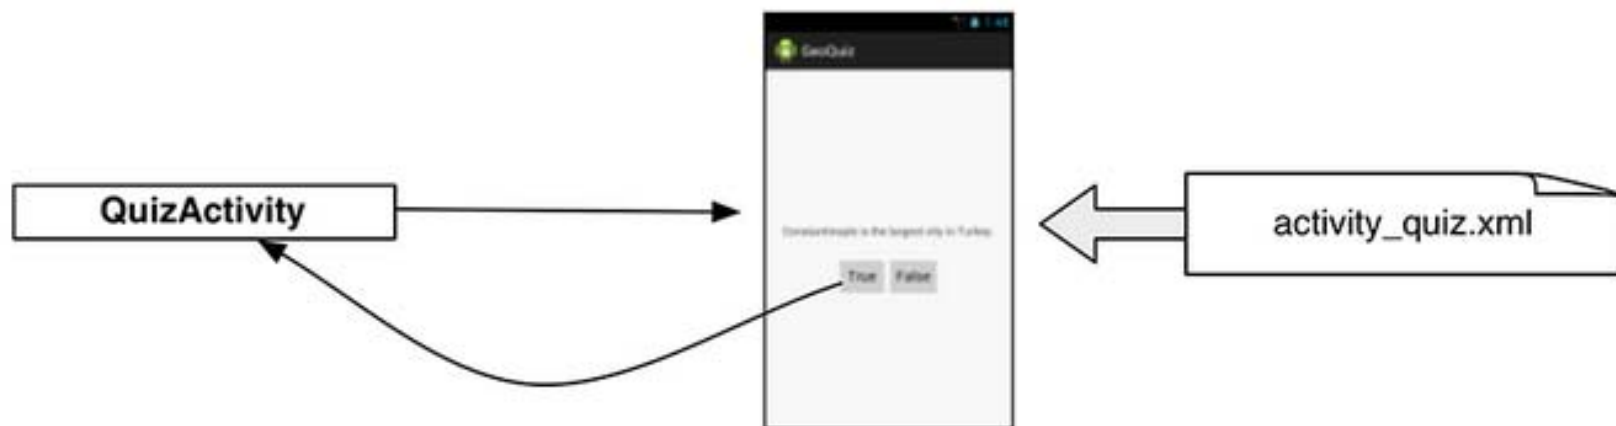 GeoQuiz
QuizActivity
Constantinople is the largest city in Turkey.
True False
activity_quiz.xml